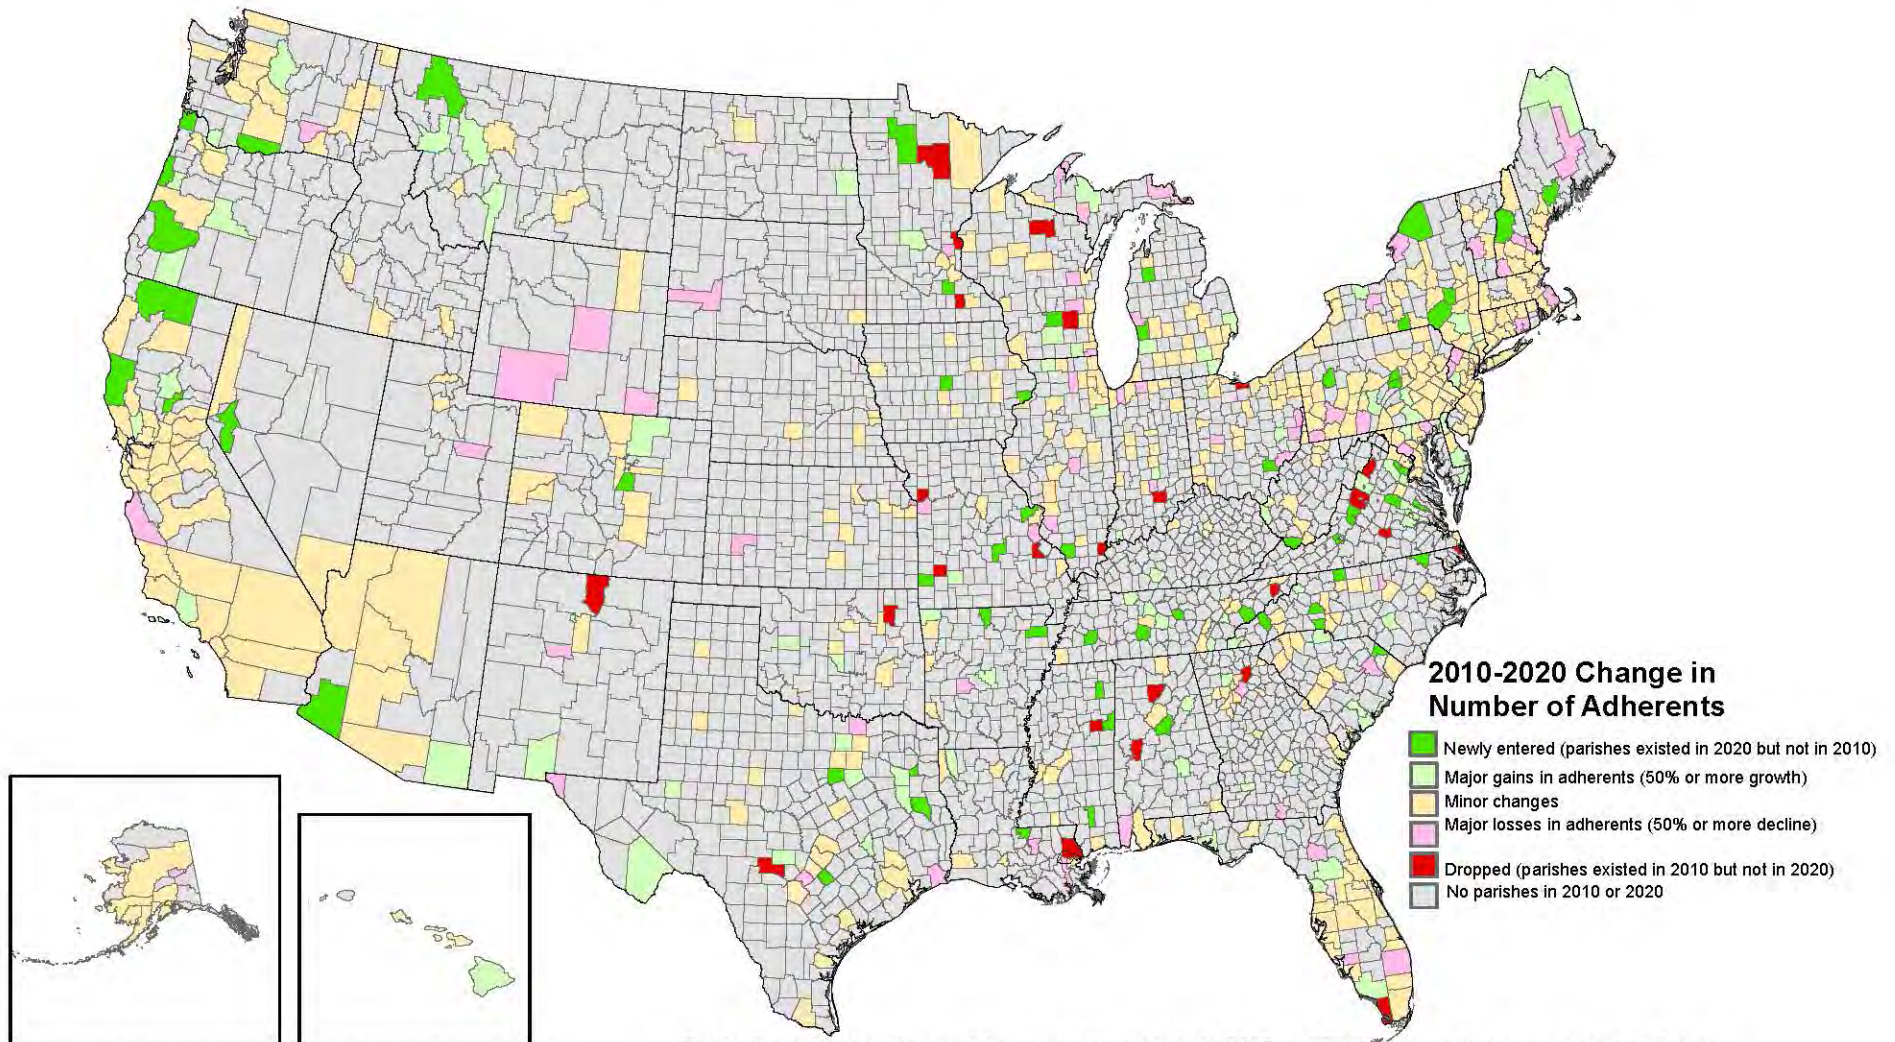 2010-2020 Change in
Number of Adherents
Newly entered (parishes existed in 2020 but not in 2010)
Major gains in adherents (50% or more growth)
Minor changes
Major losses in adherents (50% or more decline)
Dropped (parishes existed in 2010 but not in 2020)
No parishes in 2010 or 2020